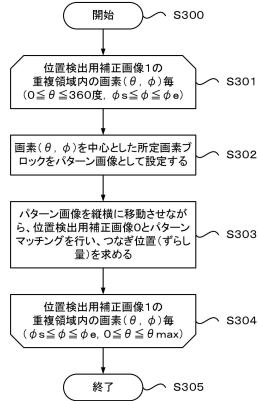 開始
S300
位置検出用補正画像1の
重複領域内の画素(θ, φ)毎
(0≦θ≦360度, φs≦φ≦φe)
S301
画素(θ, φ)を中心とした所定画素ブ
ロックをパターン画像として設定する
S302
パターン画像を縦横に移動させなが
ら、位置検出用補正画像0とパターン
マッチングを行い、つなぎ位置(ずらし
量)を求める
S303
位置検出用補正画像1の
重複領域内の画素(θ, φ)毎
(φs≦φ≦φe, 0≦θ≦θmax)
S304
終了
S305